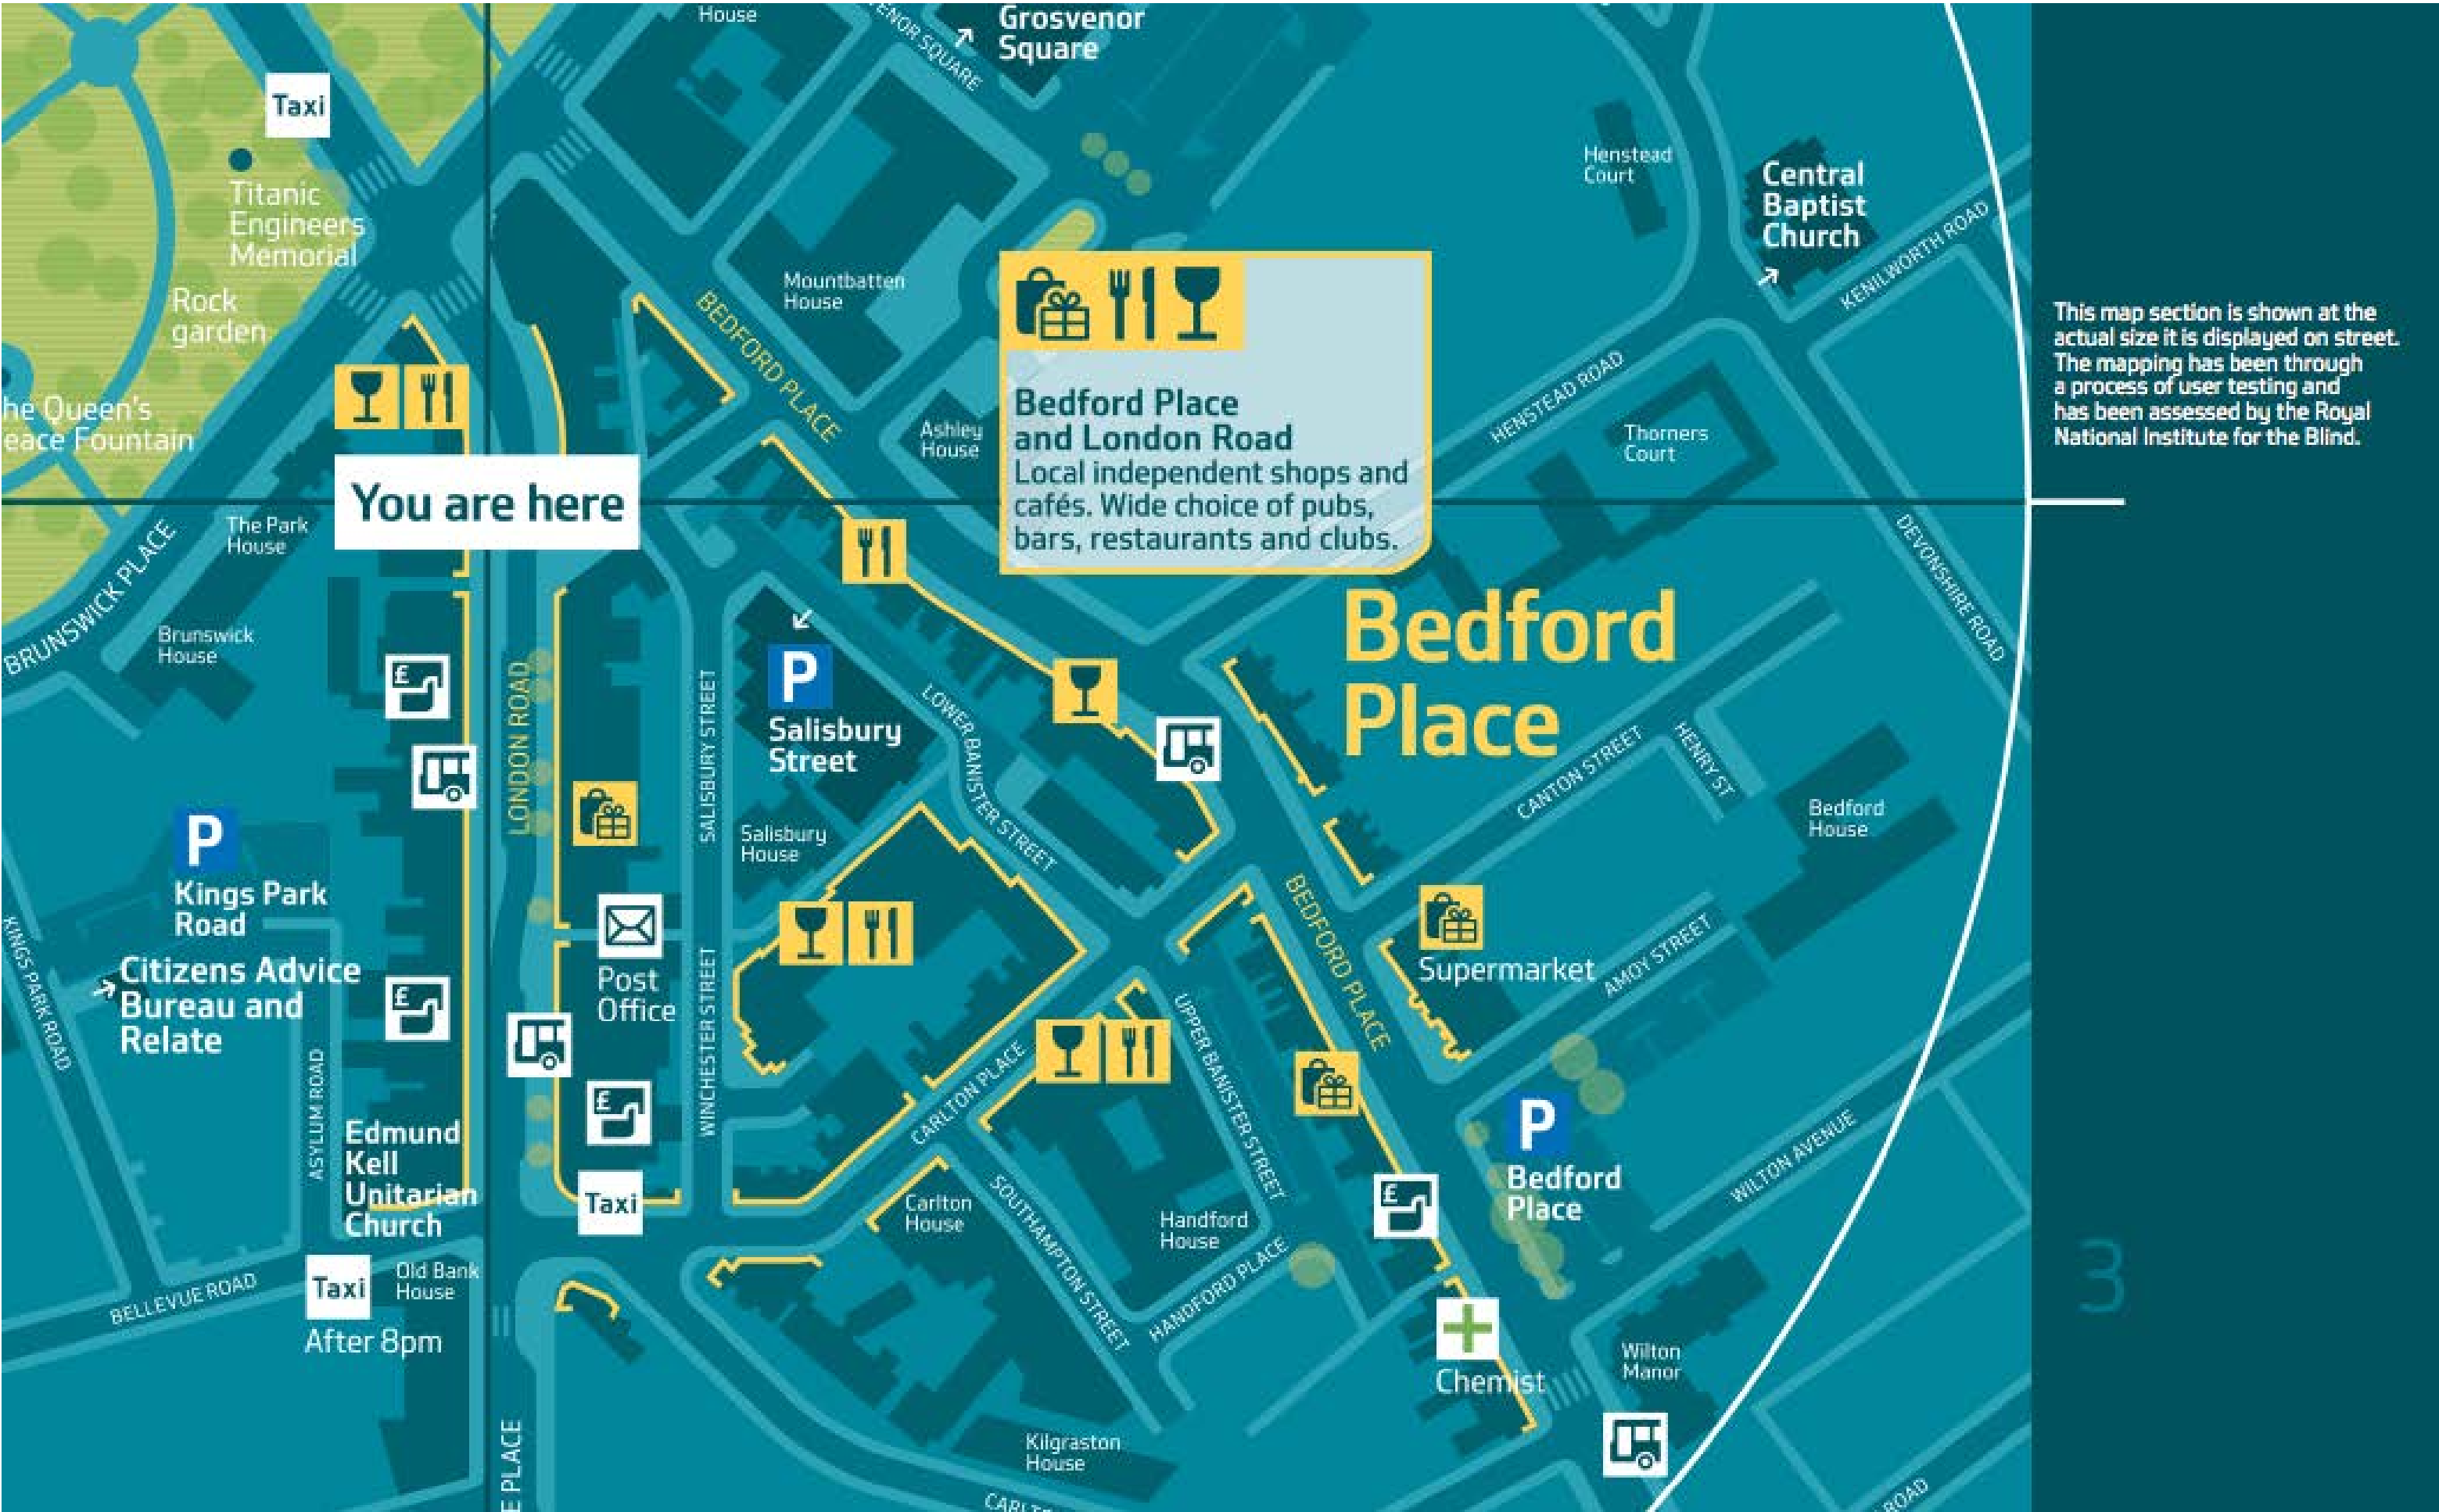 House
Grosvenor
Square
ENOR SQUARE
Taxi
Titanic
Engineers
Memorial
Rock
garden
he Queen's
eace Fountain
Henstead
Court
Central
Baptist
Church
KENILWORTH ROAD
Mountbatten
House
BEDFORD PLACE
Ashley
House
Bedford Place
and London Road
Local independent shops and
cafés. Wide choice of pubs,
bars, restaurants and clubs.
HENSTEAD ROAD
Thorners
Court
This map section is shown at the
actual size it is displayed on street.
The mapping has been through
a process of user testing and
has been assessed by the Royal
National Institute for the Blind.
You are here
The Park
House
BRUNSWICK PLACE
Brunswick
House
DEVONSHIRE ROAD
Bedford
Place
£
LONDON ROAD
SALISBURY STREET
P
Salisbury
Street
LOWER BANISTER STREET
CANTON STREET
HENRY ST
Bedford
House
Salisbury
House
P
Kings Park
Road
KINGS PARK ROAD
Citizens Advice
Bureau and
Relate
£
Post
Office
WINCHESTER STREET
BEDFORD PLACE
Supermarket
AMOY STREET
UPPER BANISTER STREET
CARLTON PLACE
£
ASYLUM ROAD
Edmund
Kell
Unitarian
Church
Taxi
P
Bedford
Place
WILTON AVENUE
£
Carlton
House
SOUTHAMPTON STREET
Handford
House
HANDFORD PLACE
Taxi
After 8pm
Old Bank
House
BELLEVUE ROAD
3
Chemist
Wilton
Manor
Kilgraston
House
E PLACE
CARLT
ROAD